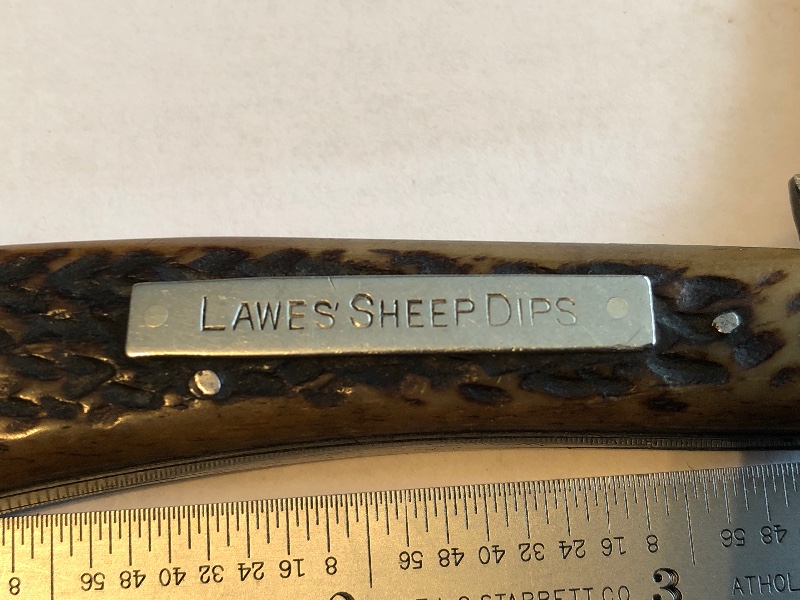 LAWES' SHEEP DIPS
8 56 48 40 32 24 16 8 56 48 40 32 24 16 8 56 48
STARRETT CO. 3 ATHOL